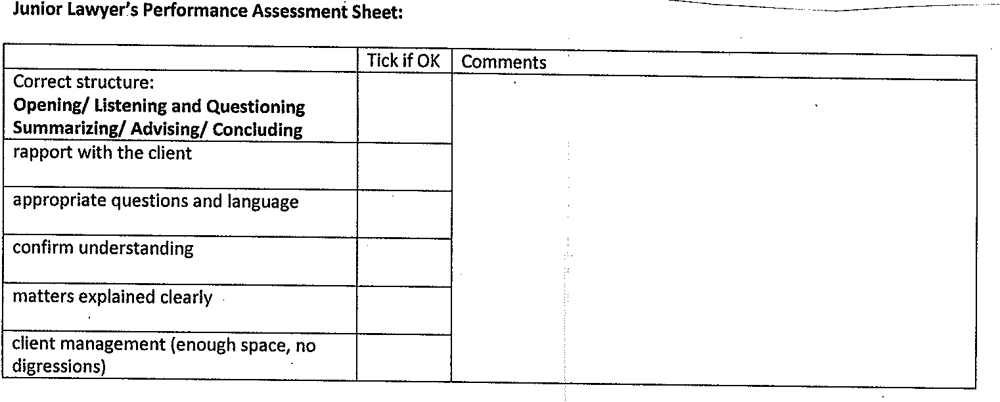 Junior Lawyer's Performance Assessment Sheet:
Tick if OK
Comments
Correct structure:
Opening/ Listening and Questioning
Summarizing/ Advising/ Concluding
rapport with the client
appropriate questions and language
confirm understanding
matters explained clearly
client management (enough space, no
digressions)